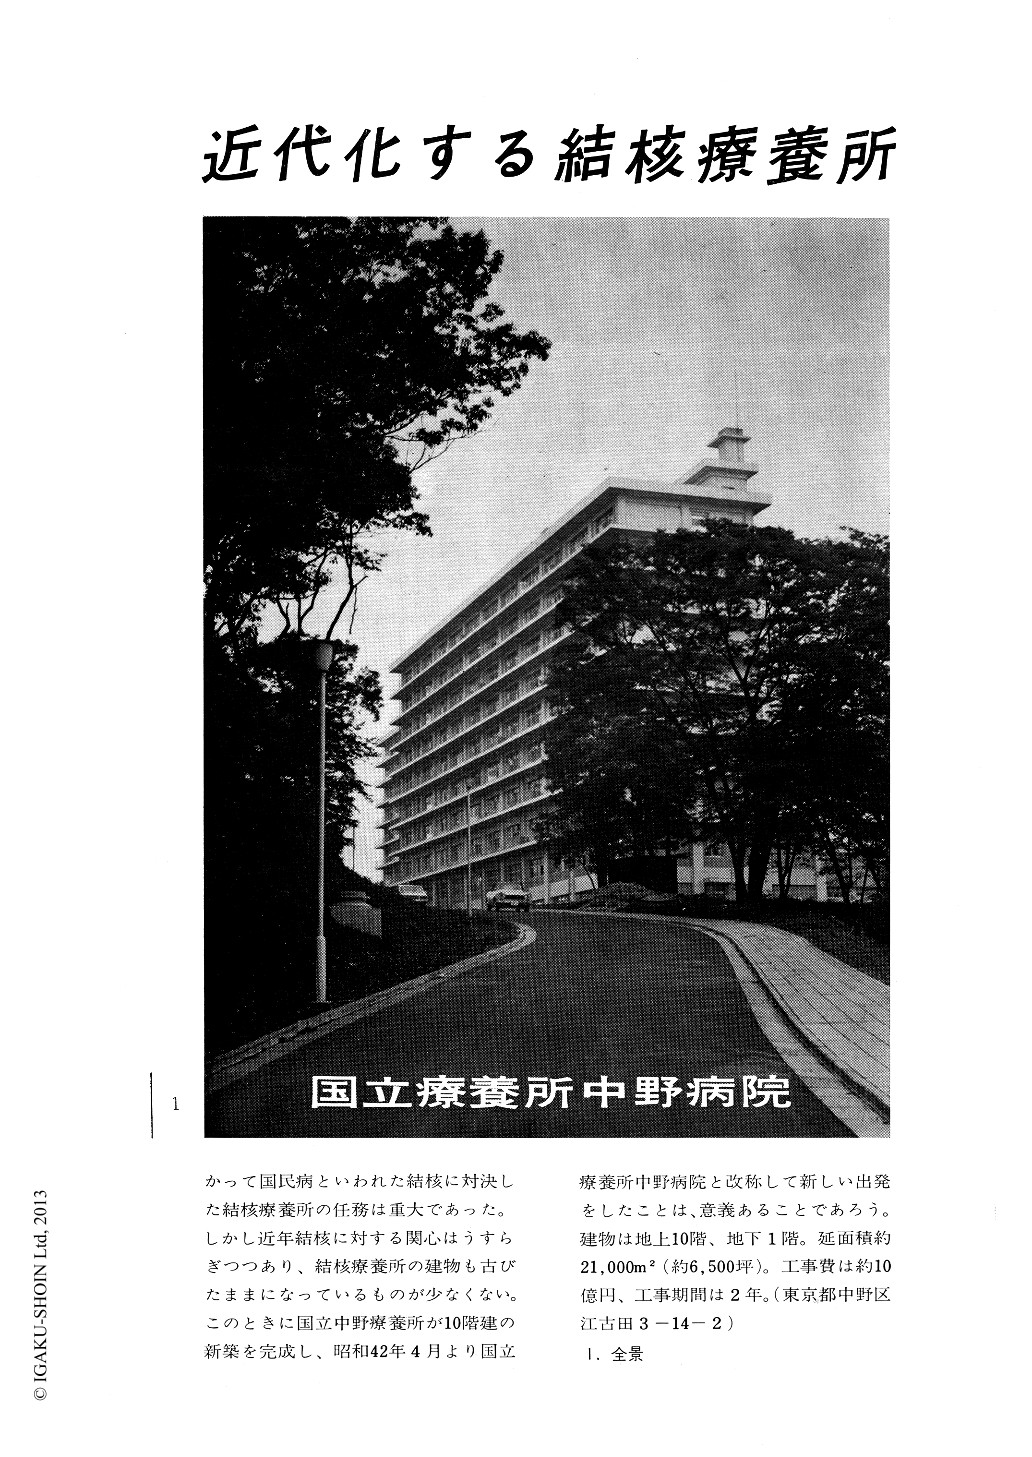 近代化する結核療養所
国立療養所中野病院
1
かって国民病といわれた結核に対決し
た結核療養所の任務は重大であった。
しかし近年結核に対する関心はうすら
ぎつつあり、結核療養所の建物も古び
たままになっているものが少なくない。
このときに国立中野療養所が10階建の
新築を完成し、昭和42年4月より国立
療養所中野病院と改称して新しい出発
をしたことは、意義あることであろう。
建物は地上10階、地下1階。延面積約
21,000m²(約6,500坪)。工事費は約10
億円、工事期間は2年。(東京都中野区
江古田3-14-2)
1. 全景
© IGAKU-SHOIN Ltd, 2013